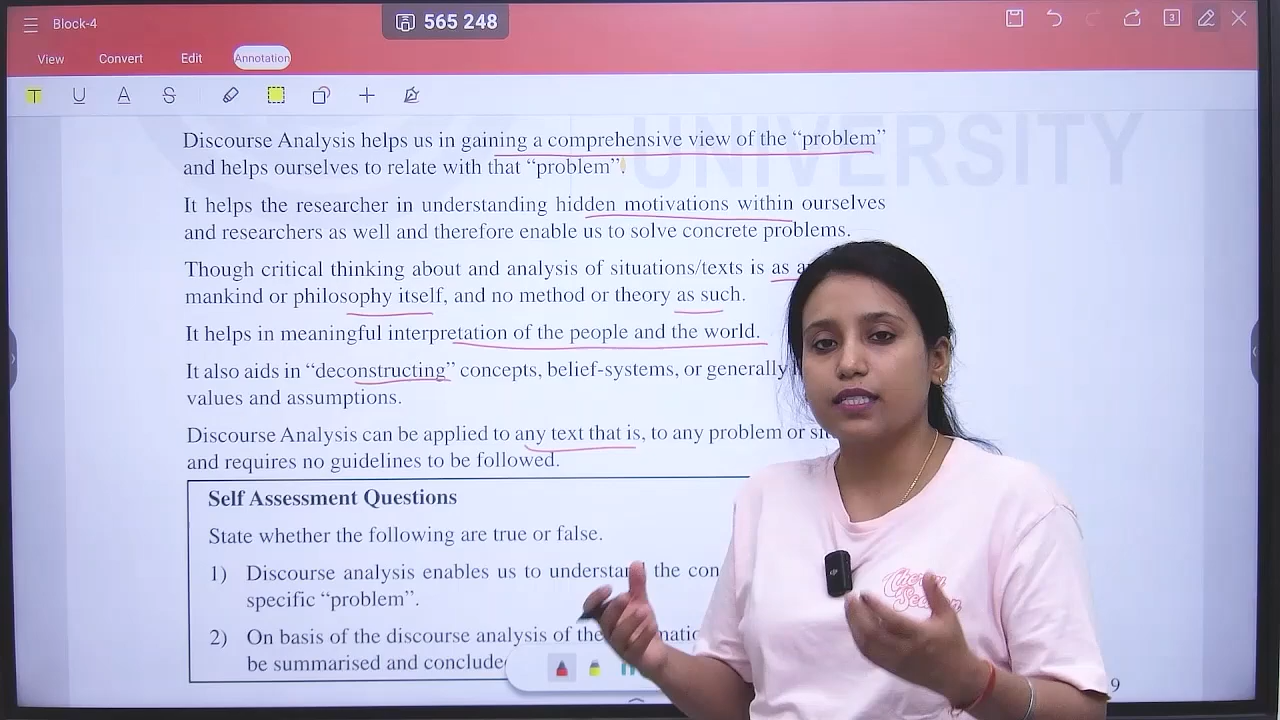 Block-4
565 248
3
View Convert Edit Annotation
T U A S
UNIVERSITY
Discourse Analysis helps us in gaining a comprehensive view of the “problem”
and helps ourselves to relate with that “problem”.
It helps the researcher in understanding hidden motivations within ourselves
and researchers as well and therefore enable us to solve concrete problems.
Though critical thinking about and analysis of situations/texts is as
mankind or philosophy itself, and no method or theory as such.
It helps in meaningful interpretation of the people and the world.
It also aids in “deconstructing” concepts, belief-systems, or generally
values and assumptions.
Discourse Analysis can be applied to any text that is, to any problem or
and requires no guidelines to be followed.
Self Assessment Questions
State whether the following are true or false.
1) Discourse analysis enables us to understand the
specific “problem”.
2) On basis of the discourse analysis of the
be summarised and
9